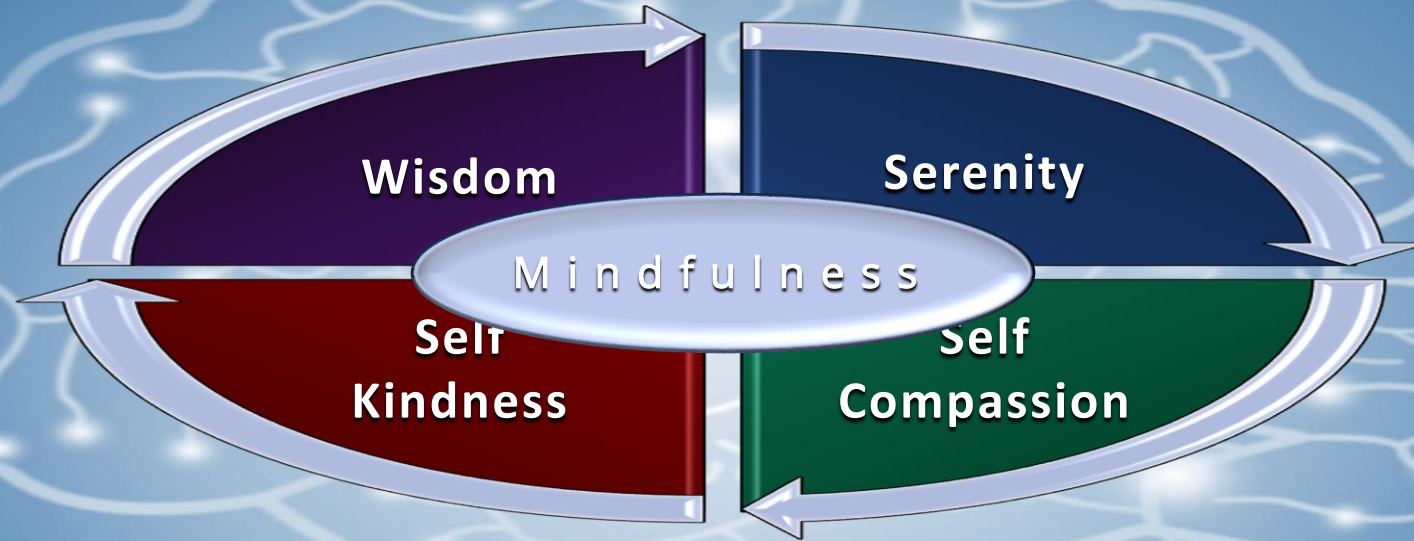 Wisdom
Serenity
Mindfulness
Self
Kindness
Self
Compassion